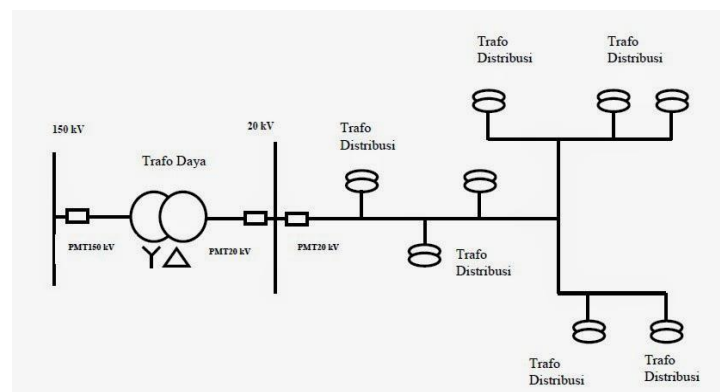 Trafo
Distribusi
Trafo
Distribusi
150 kV
20 kV
Trafo
Distribusi
Trafo Daya
PMT150 kV
PMT20 kV
PMT20 kV
Trafo
Distribusi
Trafo
Distribusi
Trafo
Distribusi